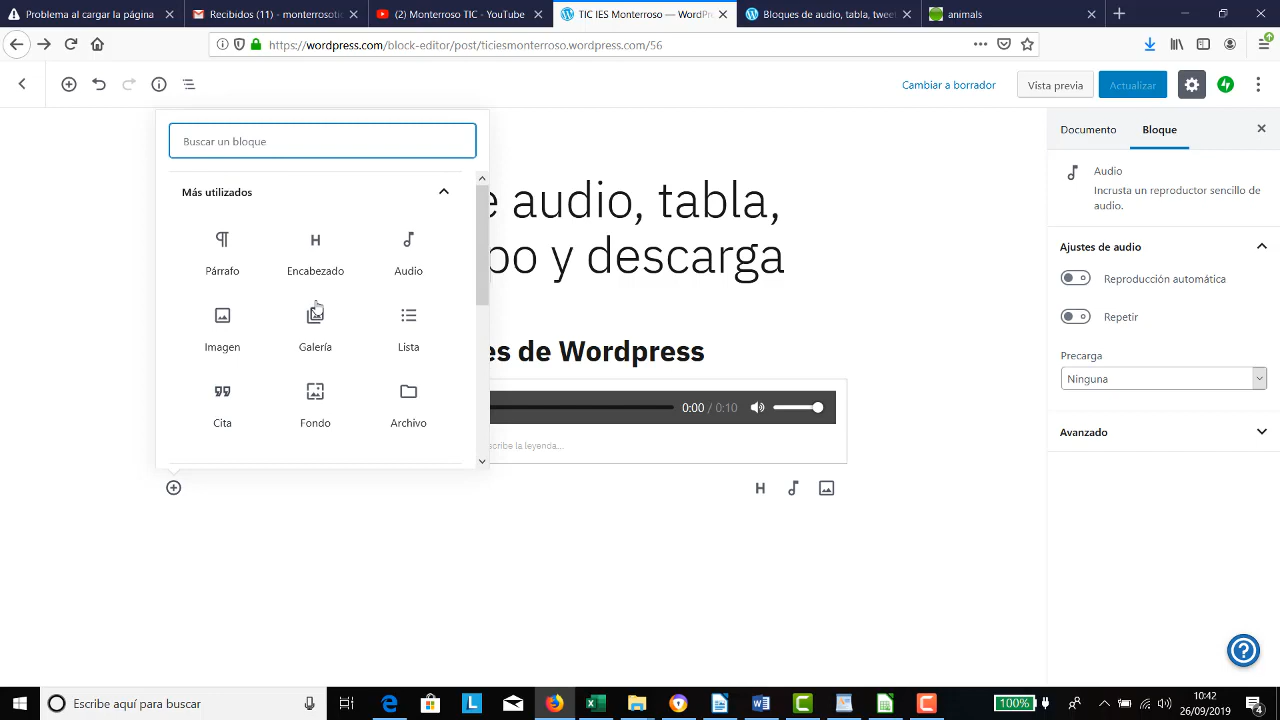 Problema al cargar la página
Recibidos (11) - monterrosotic
(2) Monterroso TIC - YouTube
TIC IES Monterroso — WordPr
Bloques de audio, tabla, tweet
animals
https://wordpress.com/block-editor/post/ticiesmonterroso.wordpress.com/56
Cambiar a borrador
Vista previa
Actualizar
Buscar un bloque
Documento
Bloque
Más utilizados
Audio
Incrusta un reproductor sencillo de
audio.
e audio, tabla,
po y descarga
Párrafo
Encabezado
Audio
Ajustes de audio
Reproducción automática
Repetir
Imagen
Galería
Lista
es de Wordpress
Precarga
Ninguna
0:00 / 0:10
Cita
Fondo
Archivo
Avanzado
scribe la leyenda...
H
Escribe aquí para buscar
100%
10:42
26/09/2019
4